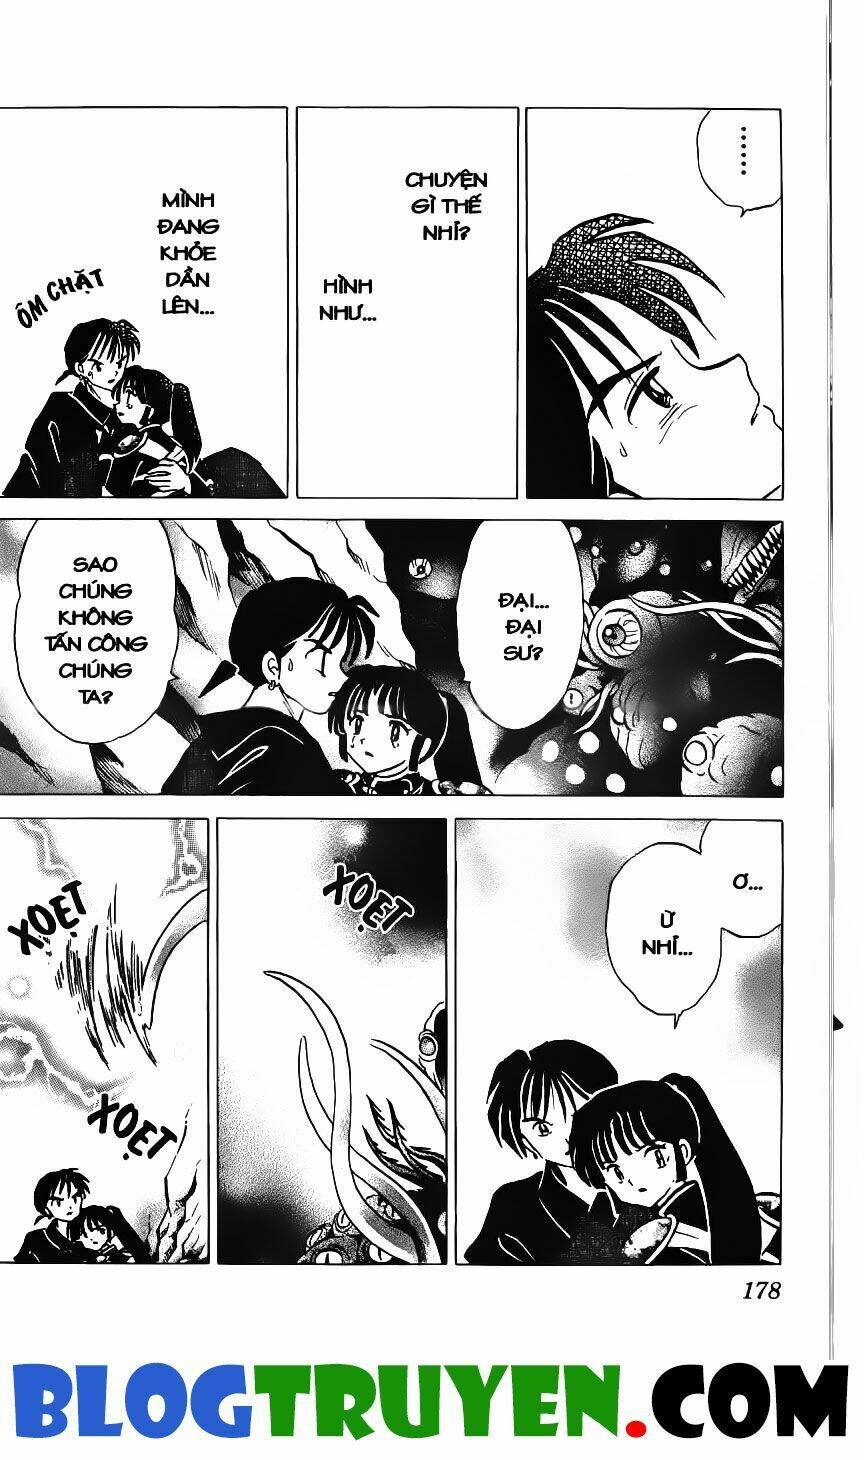 ........
CHUYỆN
GÌ THẾ
NHỈ?
HÌNH
NHƯ...
MÌNH
ĐANG
KHỎE
DẦN
LÊN...
ÔM CHẶT
ĐẠI...
ĐẠI
SƯ?
SAO
CHÚNG
KHÔNG
TẤN CÔNG
CHÚNG
TA?
Ơ...
Ừ
NHỈ...
XOẸT
XOẸT
XOẸT
178
BLOGTRUYEN.COM